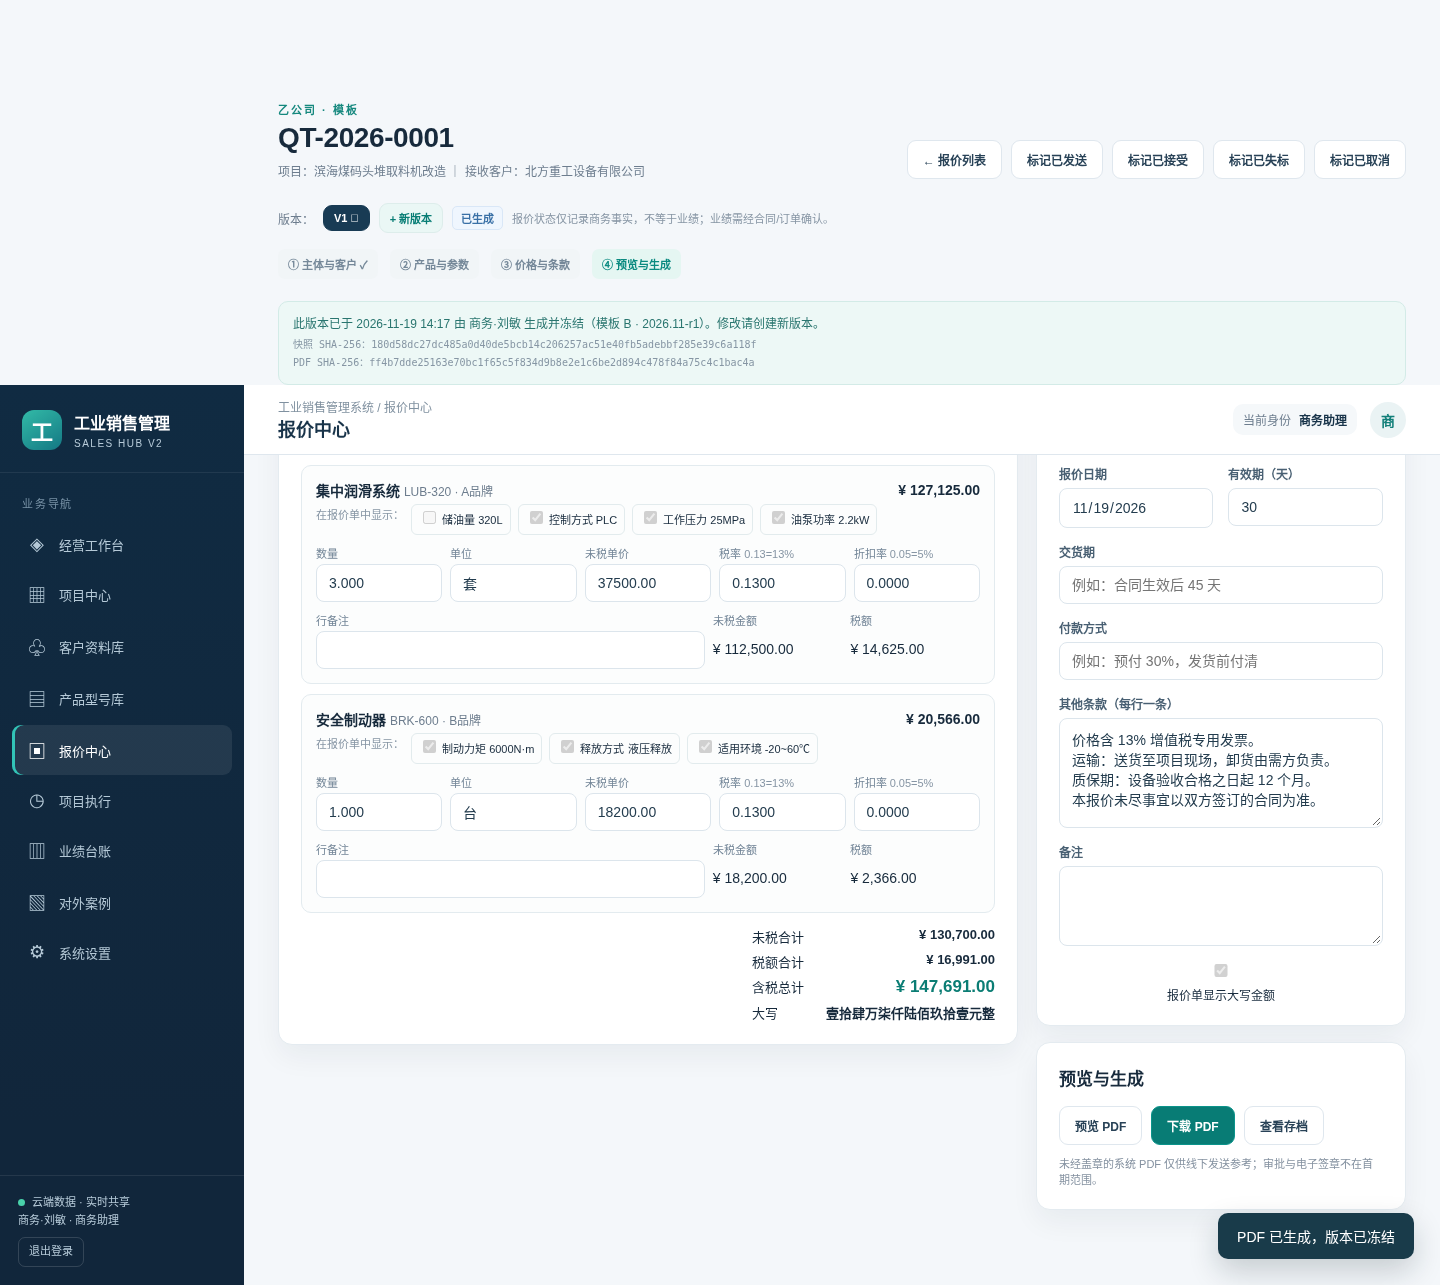 乙公司 · 模板
QT-2026-0001
项目：滨海煤码头堆取料机改造 ｜ 接收客户：北方重工设备有限公司
← 报价列表
标记已发送
标记已接受
标记已失标
标记已取消
版本：
V1
+ 新版本
已生成
报价状态仅记录商务事实，不等于业绩；业绩需经合同/订单确认。
① 主体与客户 ✓
② 产品与参数
③ 价格与条款
④ 预览与生成
此版本已于 2026-11-19 14:17 由 商务·刘敏 生成并冻结（模板 B · 2026.11-r1）。修改请创建新版本。
快照 SHA-256：180d58dc27dc485a0d40de5bcb14c206257ac51e40fb5adebbf285e39c6a118f
PDF SHA-256：ff4b7dde25163e70bc1f65c5f834d9b8e2e1c6be2d894c478f84a75c4c1bac4a
工
工业销售管理
SALES HUB V2
业务导航
经营工作台
项目中心
客户资料库
产品型号库
报价中心
项目执行
业绩台账
对外案例
系统设置
云端数据 · 实时共享
商务·刘敏 · 商务助理
退出登录
工业销售管理系统 / 报价中心
报价中心
当前身份 商务助理
商
集中润滑系统 LUB-320 · A品牌
¥ 127,125.00
在报价单中显示：
储油量 320L
控制方式 PLC
工作压力 25MPa
油泵功率 2.2kW
数量
单位
未税单价
税率 0.13=13%
折扣率 0.05=5%
3.000
套
37500.00
0.1300
0.0000
行备注
未税金额
税额
¥ 112,500.00
¥ 14,625.00
安全制动器 BRK-600 · B品牌
¥ 20,566.00
在报价单中显示：
制动力矩 6000N·m
释放方式 液压释放
适用环境 -20~60℃
数量
单位
未税单价
税率 0.13=13%
折扣率 0.05=5%
1.000
台
18200.00
0.1300
0.0000
行备注
未税金额
税额
¥ 18,200.00
¥ 2,366.00
未税合计 ¥ 130,700.00
税额合计 ¥ 16,991.00
含税总计 ¥ 147,691.00
大写 壹拾肆万柒仟陆佰玖拾壹元整
报价日期
有效期（天）
11/19/2026
30
交货期
例如：合同生效后 45 天
付款方式
例如：预付 30%，发货前付清
其他条款（每行一条）
价格含 13% 增值税专用发票。
运输：送货至项目现场，卸货由需方负责。
质保期：设备验收合格之日起 12 个月。
本报价未尽事宜以双方签订的合同为准。
备注
报价单显示大写金额
预览与生成
预览 PDF
下载 PDF
查看存档
未经盖章的系统 PDF 仅供线下发送参考；审批与电子签章不在首
期范围。
PDF 已生成，版本已冻结